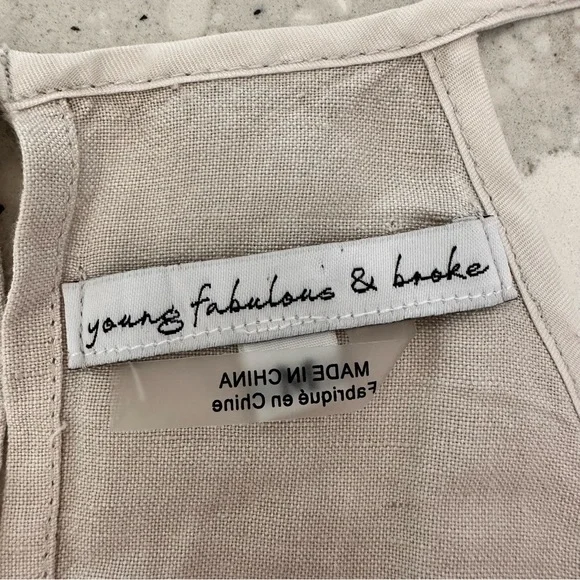 young fabulous & broke
MADE IN CHINA
Fabriqué en Chine